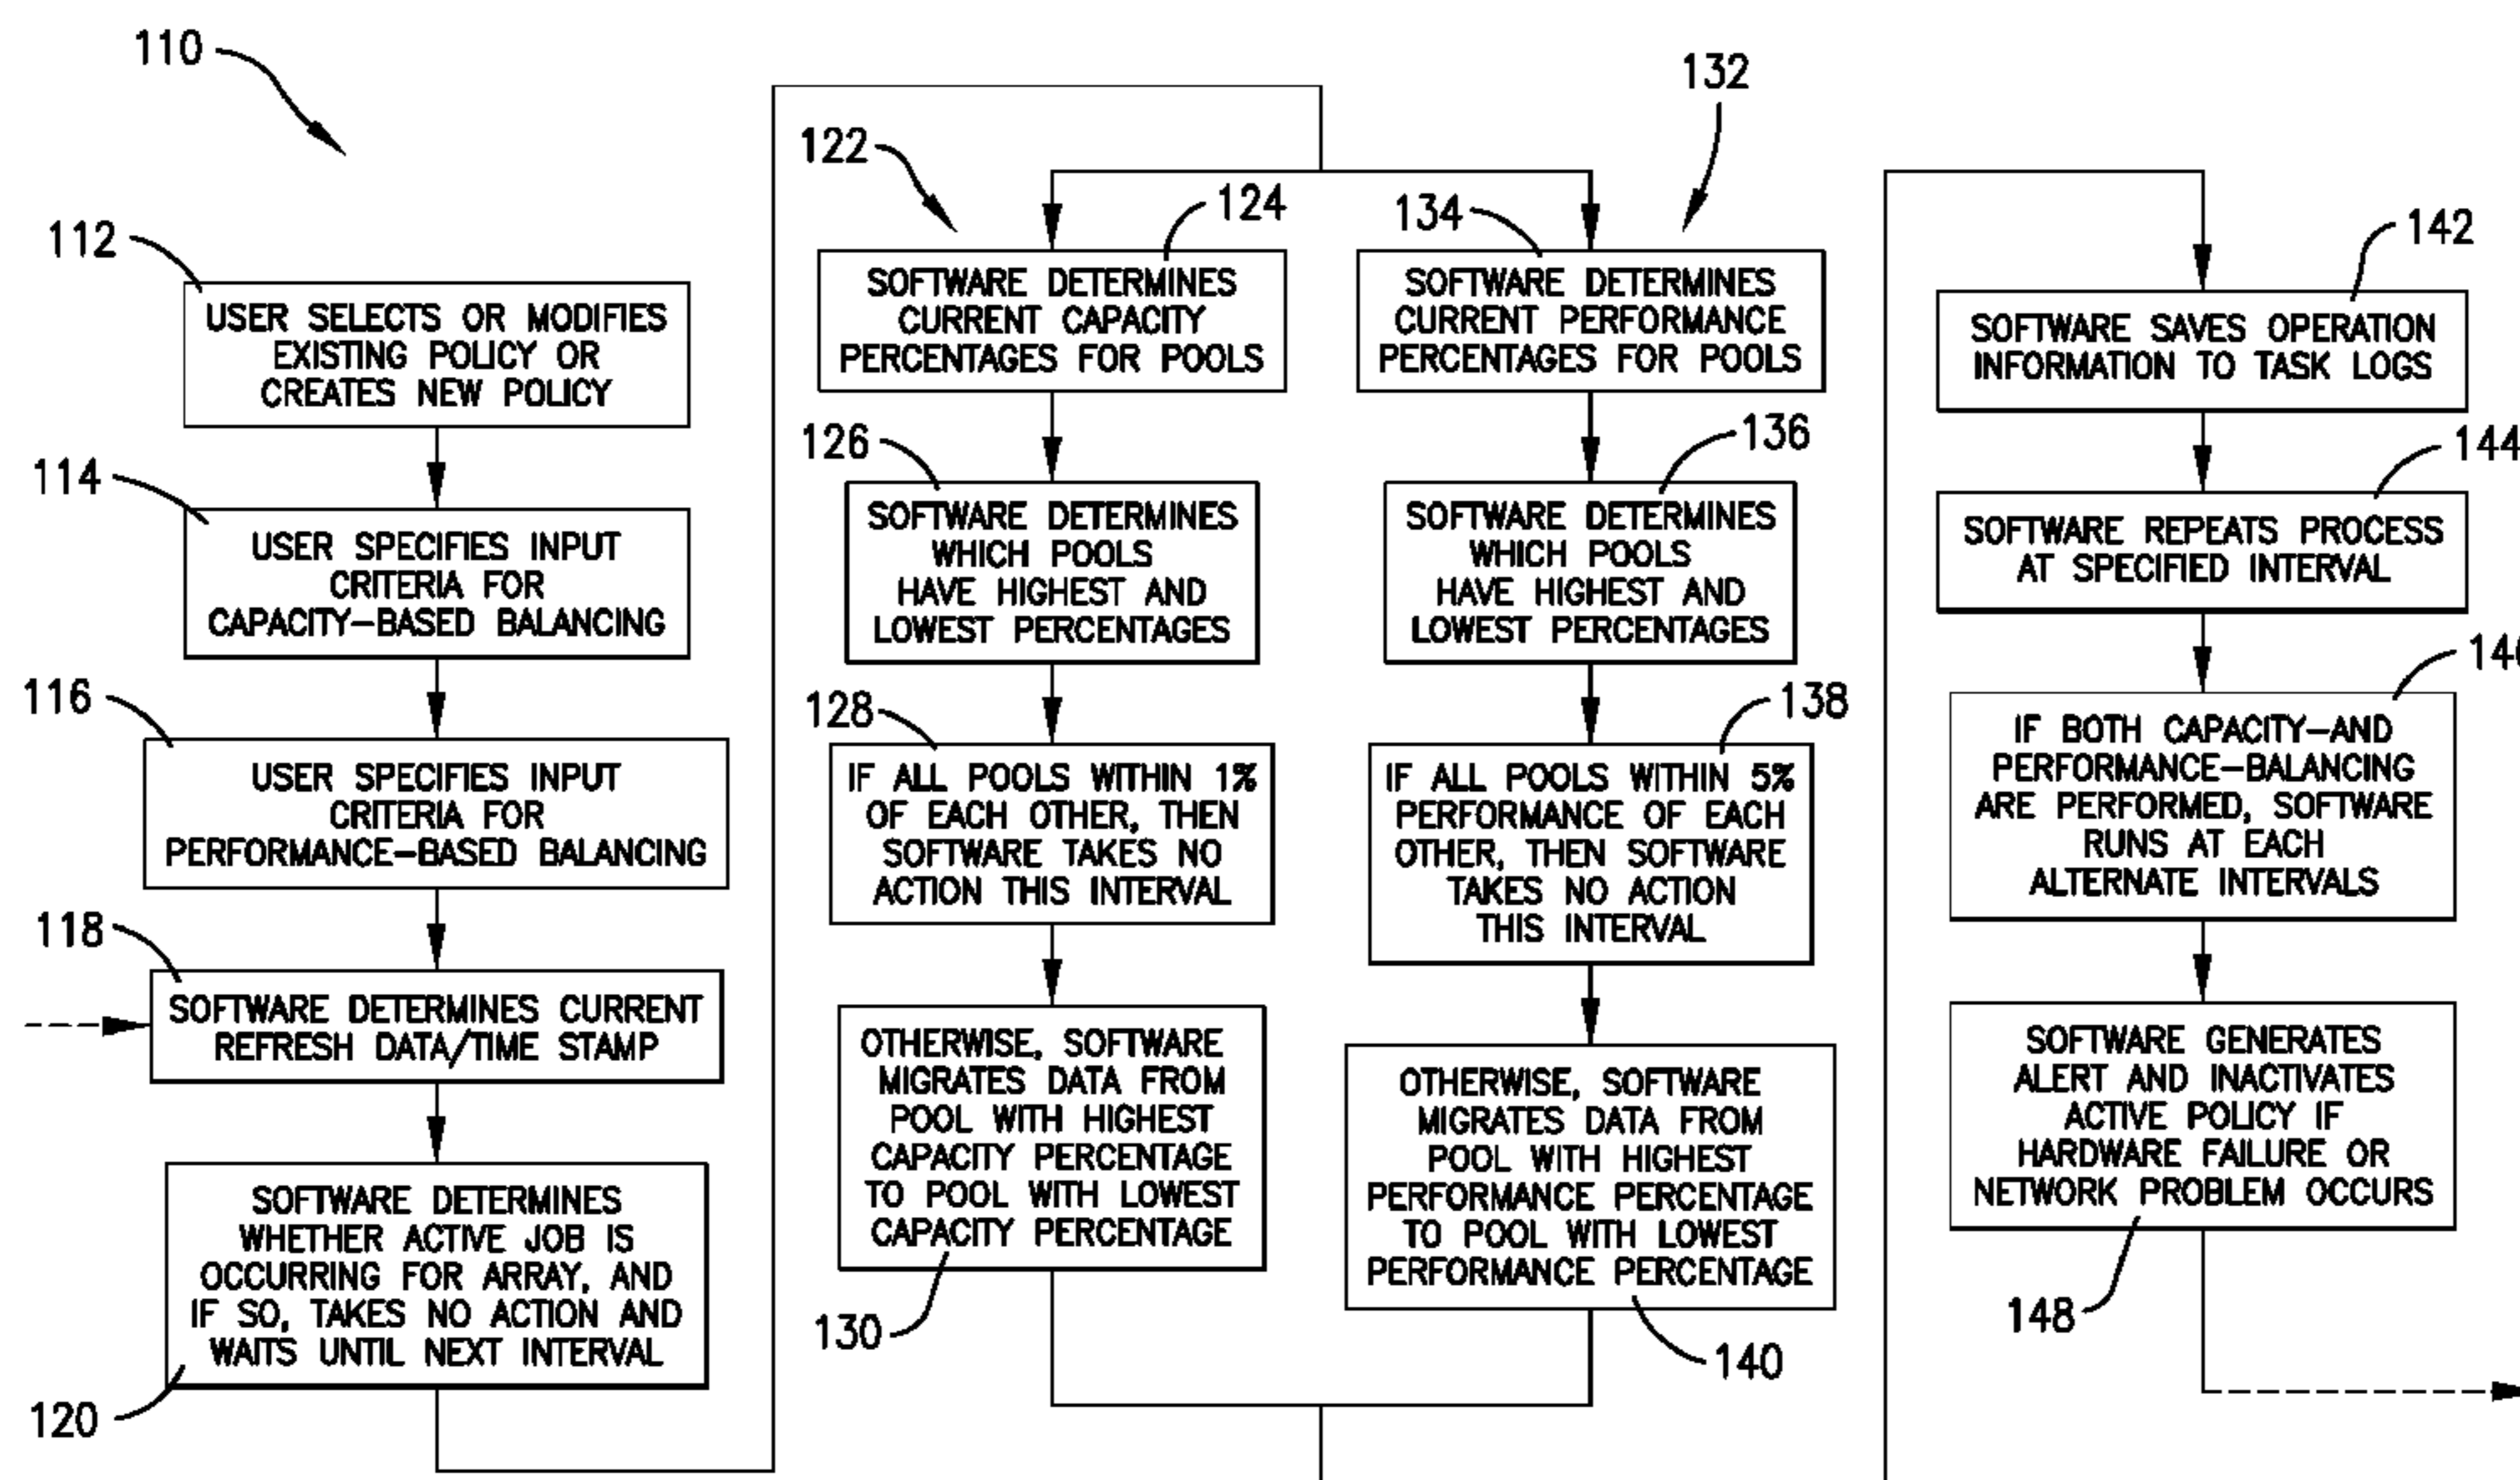 110
112
USER SELECTS OR MODIFIES
EXISTING POLICY OR
CREATES NEW POLICY
114
USER SPECIFIES INPUT
CRITERIA FOR
CAPACITY-BASED BALANCING
116
USER SPECIFIES INPUT
CRITERIA FOR
PERFORMANCE-BASED BALANCING
118
SOFTWARE DETERMINES CURRENT
REFRESH DATA/TIME STAMP
SOFTWARE DETERMINES
WHETHER ACTIVE JOB IS
OCCURRING FOR ARRAY, AND
IF SO, TAKES NO ACTION AND
WAITS UNTIL NEXT INTERVAL
120
122
124
SOFTWARE DETERMINES
CURRENT CAPACITY
PERCENTAGES FOR POOLS
126
SOFTWARE DETERMINES
WHICH POOLS
HAVE HIGHEST AND
LOWEST PERCENTAGES
128
IF ALL POOLS WITHIN 1%
OF EACH OTHER, THEN
SOFTWARE TAKES NO
ACTION THIS INTERVAL
OTHERWISE, SOFTWARE
MIGRATES DATA FROM
POOL WITH HIGHEST
CAPACITY PERCENTAGE
TO POOL WITH LOWEST
CAPACITY PERCENTAGE
130
132
134
SOFTWARE DETERMINES
CURRENT PERFORMANCE
PERCENTAGES FOR POOLS
136
SOFTWARE DETERMINES
WHICH POOLS
HAVE HIGHEST AND
LOWEST PERCENTAGES
138
IF ALL POOLS WITHIN 5%
PERFORMANCE OF EACH
OTHER, THEN SOFTWARE
TAKES NO ACTION
THIS INTERVAL
OTHERWISE, SOFTWARE
MIGRATES DATA FROM
POOL WITH HIGHEST
PERFORMANCE PERCENTAGE
TO POOL WITH LOWEST
PERFORMANCE PERCENTAGE
140
142
SOFTWARE SAVES OPERATION
INFORMATION TO TASK LOGS
144
SOFTWARE REPEATS PROCESS
AT SPECIFIED INTERVAL
IF BOTH CAPACITY-AND
PERFORMANCE-BALANCING
ARE PERFORMED, SOFTWARE
RUNS AT EACH
ALTERNATE INTERVALS
SOFTWARE GENERATES
ALERT AND INACTIVATES
ACTIVE POLICY IF
HARDWARE FAILURE OR
NETWORK PROBLEM OCCURS
148